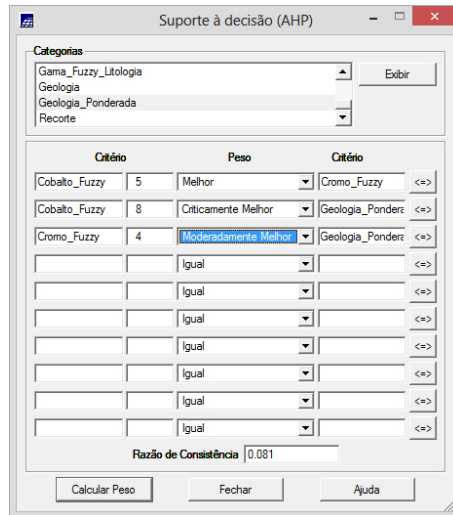 Suporte à decisão (AHP)
Categorias
Gama_Fuzzy_Litologia
Geologia
Geologia_Ponderada
Recorte
Exibir
Critério Peso Critério
Cobalto_Fuzzy 5 Melhor Cromo_Fuzzy <=>
Cobalto_Fuzzy 8 Criticamente Melhor Geologia_Pondera <=>
Cromo_Fuzzy 4 Moderadamente Melhor Geologia_Pondera <=>
Igual <=>
Igual <=>
Igual <=>
Igual <=>
Igual <=>
Igual <=>
Igual <=>
Razão de Consistência 0.081
Calcular Peso Fechar Ajuda